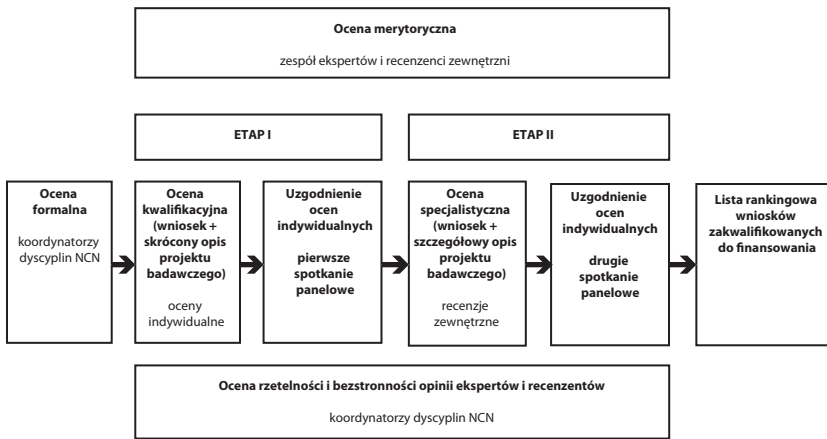 Ocena merytoryczna
zespół ekspertów i recenzenci zewnętrzni
ETAP I
ETAP II
Ocena
formalna
koordynatorzy
dyscyplin NCN
Ocena
kwalifikacyjna
(wniosek +
skrócony opis
projektu
badawczego)
oceny
indywidualne
Uzgodnienie
ocen
indywidualnych
pierwsze
spotkanie
panelowe
Ocena
specjalistyczna
(wniosek +
szczegółowy opis
projektu
badawczego)
recenzje
zewnętrzne
Uzgodnienie
ocen
indywidualnych
drugie
spotkanie
panelowe
Lista rankingowa
wniosków
zakwalifikowanych
do finansowania
Ocena rzetelności i bezstronności opinii ekspertów i recenzentów
koordynatorzy dyscyplin NCN